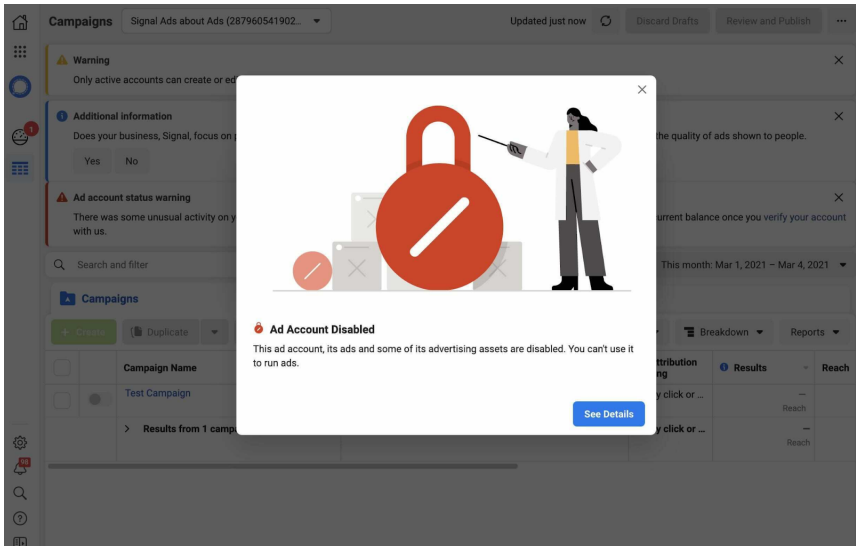 Campaigns
Signal Ads about Ads (287960541902...
Updated just now
Discard Drafts
Review and Publish
Warning
Only active accounts can create or ed
Additional information
Does your business, Signal, focus on
the quality of ads shown to people.
Yes No
1
Ad account status warning
There was some unusual activity on y
urrent balance once you verify your account
with us.
Search and filter
This month: Mar 1, 2021 – Mar 4, 2021
Campaigns
+ Create
Duplicate
Breakdown
Reports
Ad Account Disabled
This ad account, its ads and some of its advertising assets are disabled. You can't use it
to run ads.
See Details
Campaign Name
ttribution
ng
Results
Reach
Test Campaign
y click or ...
—
Reach
Results from 1 campa
y click or ...
—
Reach
98